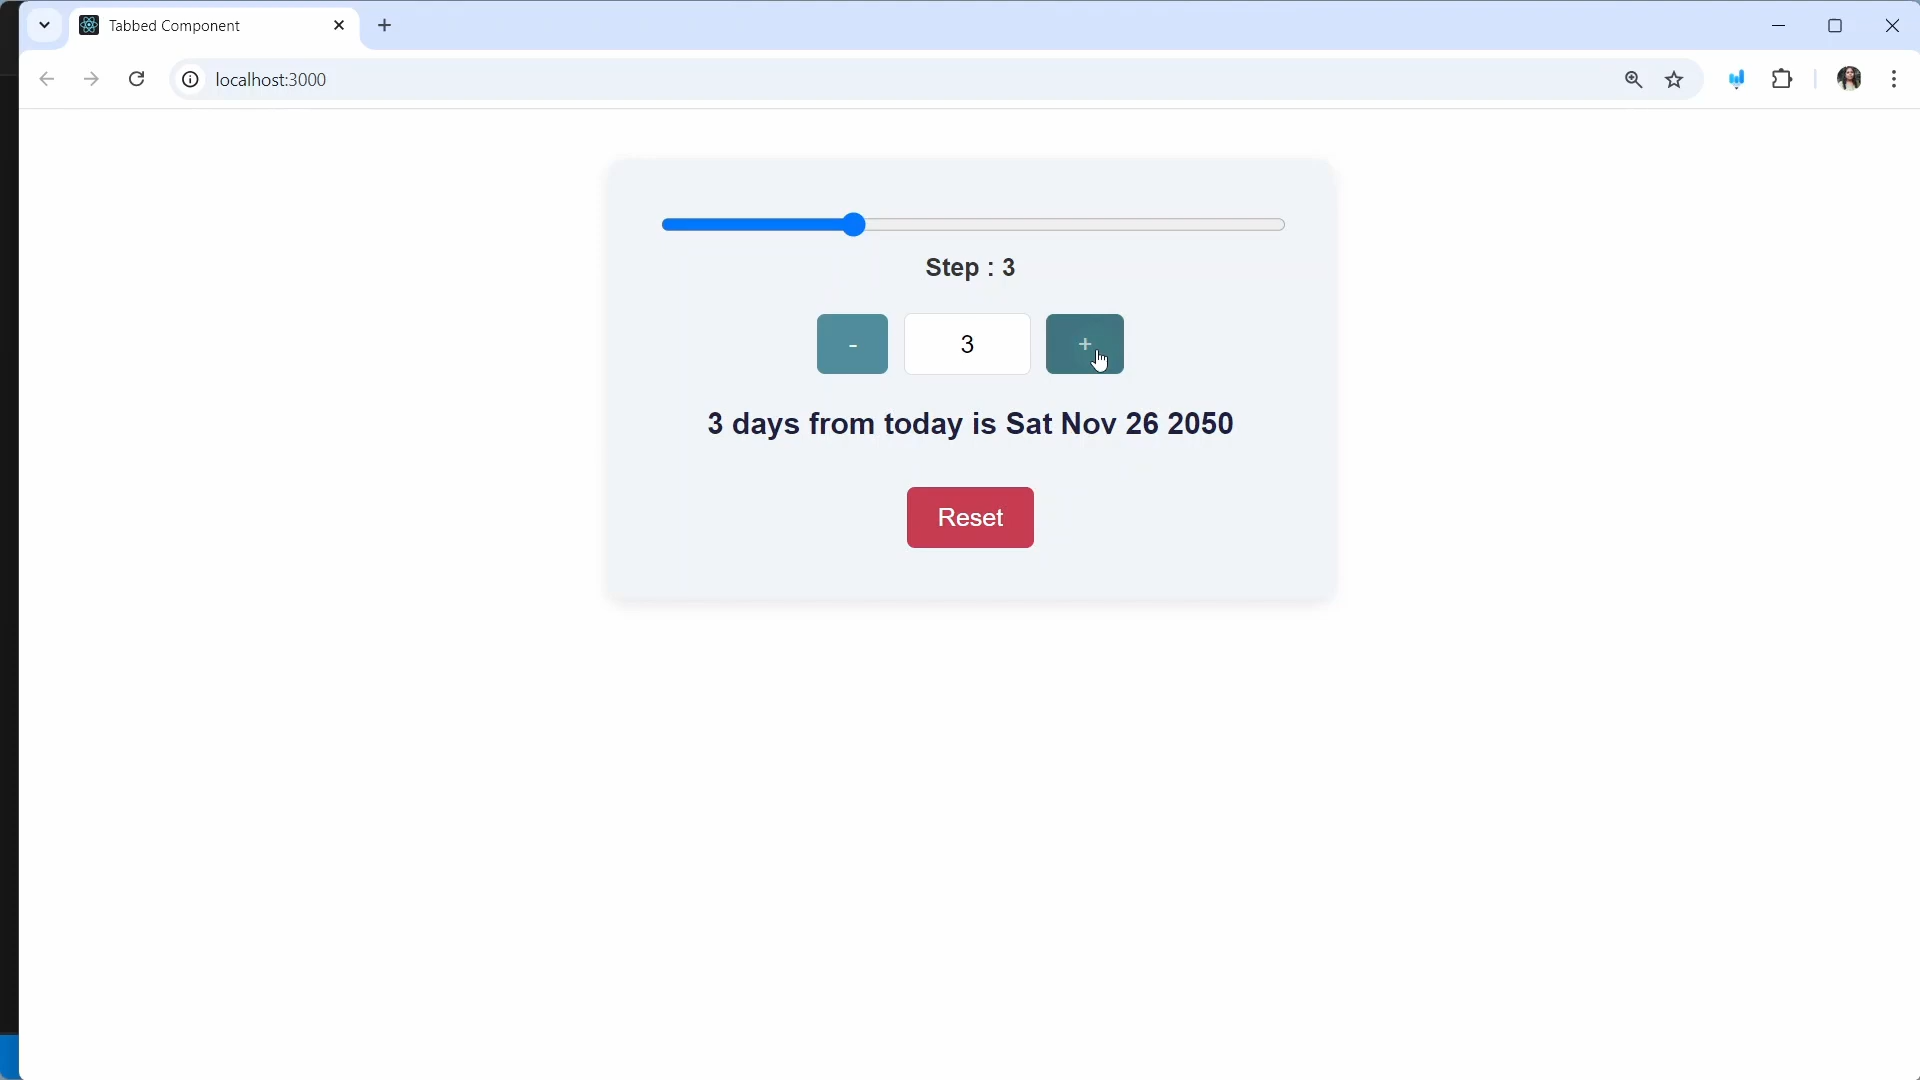 Tabbed Component
localhost:3000
Step : 3
- 3 +
3 days from today is Sat Nov 26 2050
Reset